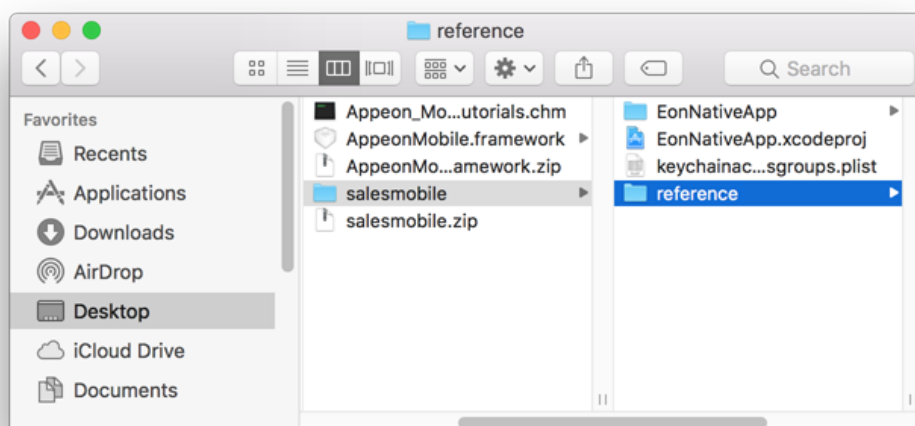 reference
Search
Favorites
Recents
Applications
Downloads
AirDrop
Desktop
iCloud Drive
Documents
Appeon_Mo...utorials.chm
AppeonMobile.framework
AppeonMo...amework.zip
salesmobile
salesmobile.zip
EonNativeApp
EonNativeApp.xcodeproj
keychainac...sgroups.plist
reference